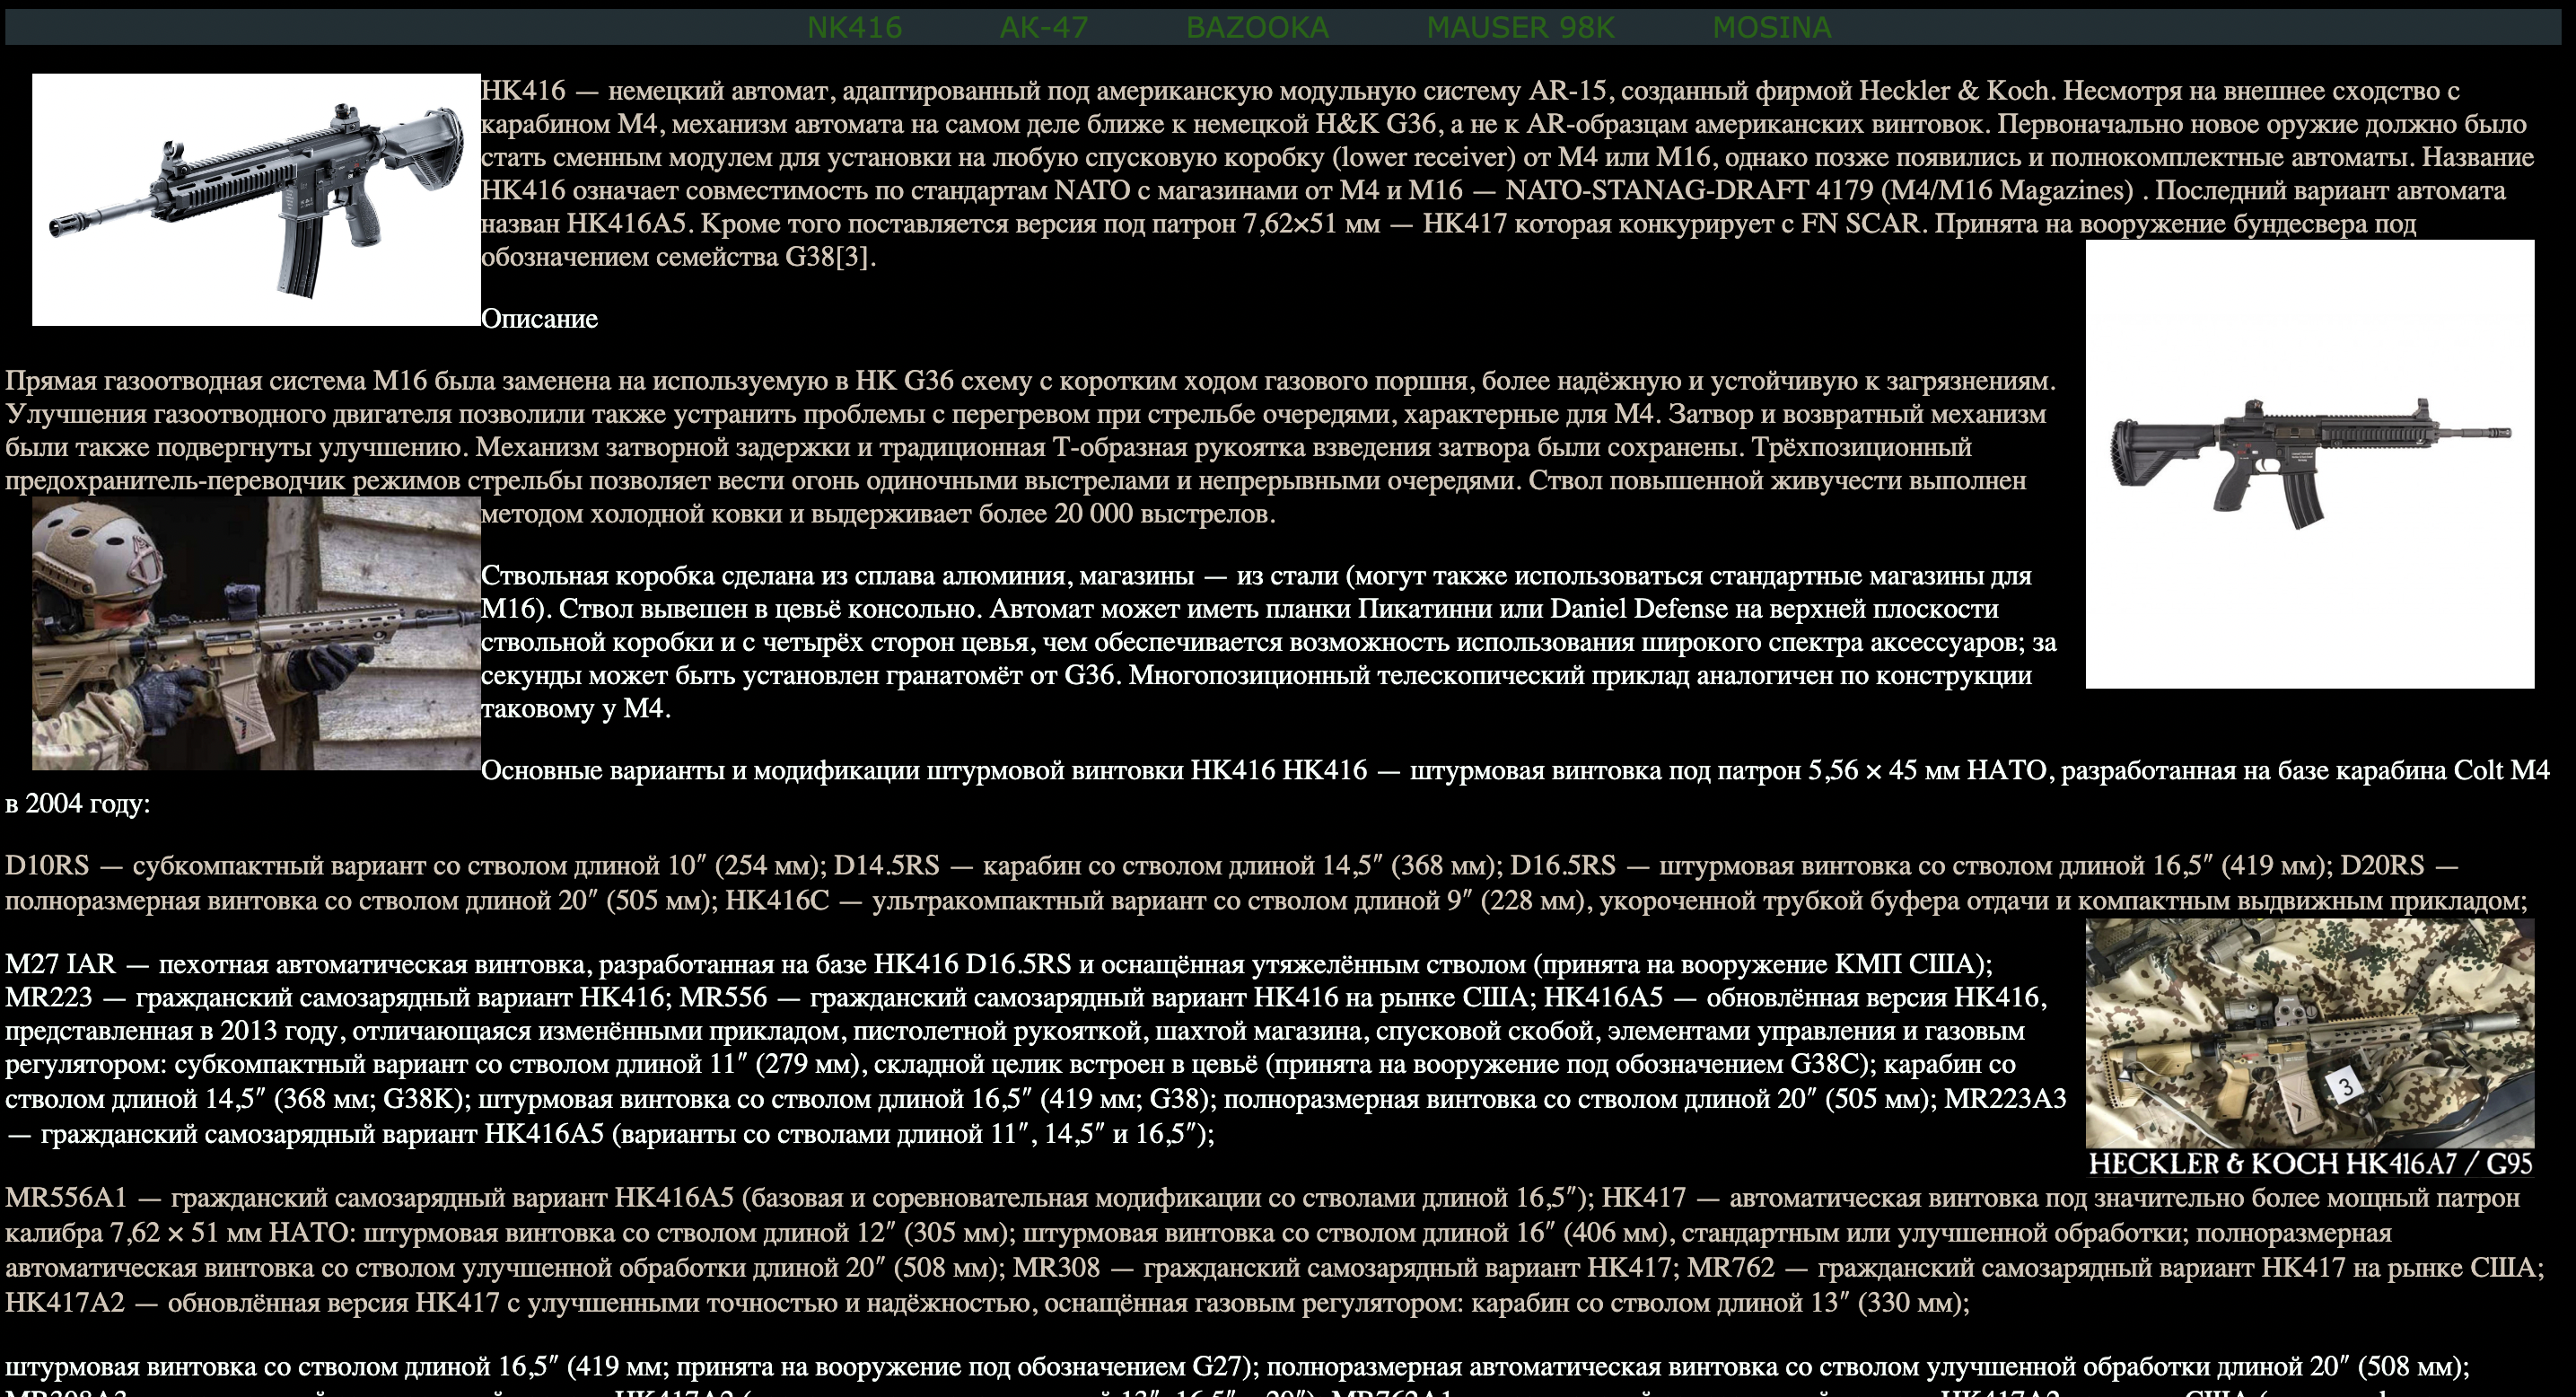 NK416 AK-47 BAZOOKA MAUSER 98K MOSINA
HK416 — немецкий автомат, адаптированный под американскую модульную систему AR-15, созданный фирмой Heckler & Koch. Несмотря на внешнее сходство с
карабином M4, механизм автомата на самом деле ближе к немецкой H&K G36, а не к AR-образцам американских винтовок. Первоначально новое оружие должно было
стать сменным модулем для установки на любую спусковую коробку (lower receiver) от M4 или M16, однако позже появились и полнокомплектные автоматы. Название
HK416 означает совместимость по стандартам NATO с магазинами от M4 и M16 — NATO-STANAG-DRAFT 4179 (M4/M16 Magazines) . Последний вариант автомата
назван HK416A5. Кроме того поставляется версия под патрон 7,62×51 мм — HK417 которая конкурирует с FN SCAR. Принята на вооружение бундесвера под
обозначением семейства G38[3].
Описание
Прямая газоотводная система M16 была заменена на используемую в HK G36 схему с коротким ходом газового поршня, более надёжную и устойчивую к загрязнениям.
Улучшения газоотводного двигателя позволили также устранить проблемы с перегревом при стрельбе очередями, характерные для M4. Затвор и возвратный механизм
были также подвергнуты улучшению. Механизм затворной задержки и традиционная Т-образная рукоятка взведения затвора были сохранены. Трёхпозиционный
предохранитель-переводчик режимов стрельбы позволяет вести огонь одиночными выстрелами и непрерывными очередями. Ствол повышенной живучести выполнен
методом холодной ковки и выдерживает более 20 000 выстрелов.
Ствольная коробка сделана из сплава алюминия, магазины — из стали (могут также использоваться стандартные магазины для
M16). Ствол вывешен в цевьё консольно. Автомат может иметь планки Пикатинни или Daniel Defense на верхней плоскости
ствольной коробки и с четырёх сторон цевья, чем обеспечивается возможность использования широкого спектра аксессуаров; за
секунды может быть установлен гранатомёт от G36. Многопозиционный телескопический приклад аналогичен по конструкции
таковому у M4.
Основные варианты и модификации штурмовой винтовки HK416 HK416 — штурмовая винтовка под патрон 5,56 × 45 мм НАТО, разработанная на базе карабина Colt M4
в 2004 году:
D10RS — субкомпактный вариант со стволом длиной 10″ (254 мм); D14.5RS — карабин со стволом длиной 14,5″ (368 мм); D16.5RS — штурмовая винтовка со стволом длиной 16,5″ (419 мм); D20RS —
полноразмерная винтовка со стволом длиной 20″ (505 мм); HK416C — ультракомпактный вариант со стволом длиной 9″ (228 мм), укороченной трубкой буфера отдачи и компактным выдвижным прикладом;
M27 IAR — пехотная автоматическая винтовка, разработанная на базе HK416 D16.5RS и оснащённая утяжелённым стволом (принята на вооружение КМП США);
MR223 — гражданский самозарядный вариант HK416; MR556 — гражданский самозарядный вариант HK416 на рынке США; HK416A5 — обновлённая версия HK416,
представленная в 2013 году, отличающаяся изменёнными прикладом, пистолетной рукояткой, шахтой магазина, спусковой скобой, элементами управления и газовым
регулятором: субкомпактный вариант со стволом длиной 11″ (279 мм), складной целик встроен в цевьё (принята на вооружение под обозначением G38C); карабин со
стволом длиной 14,5″ (368 мм; G38K); штурмовая винтовка со стволом длиной 16,5″ (419 мм; G38); полноразмерная винтовка со стволом длиной 20″ (505 мм); MR223A3
— гражданский самозарядный вариант HK416A5 (варианты со стволами длиной 11″, 14,5″ и 16,5″);
3
HECKLER & KOCH HK416A7 / G95
MR556A1 — гражданский самозарядный вариант HK416A5 (базовая и соревновательная модификации со стволами длиной 16,5″); HK417 — автоматическая винтовка под значительно более мощный патрон
калибра 7,62 × 51 мм НАТО: штурмовая винтовка со стволом длиной 12″ (305 мм); штурмовая винтовка со стволом длиной 16″ (406 мм), стандартным или улучшенной обработки; полноразмерная
автоматическая винтовка со стволом улучшенной обработки длиной 20″ (508 мм); MR308 — гражданский самозарядный вариант HK417; MR762 — гражданский самозарядный вариант HK417 на рынке США;
HK417A2 — обновлённая версия HK417 с улучшенными точностью и надёжностью, оснащённая газовым регулятором: карабин со стволом длиной 13″ (330 мм);
штурмовая винтовка со стволом длиной 16,5″ (419 мм; принята на вооружение под обозначением G27); полноразмерная автоматическая винтовка со стволом улучшенной обработки длиной 20″ (508 мм);